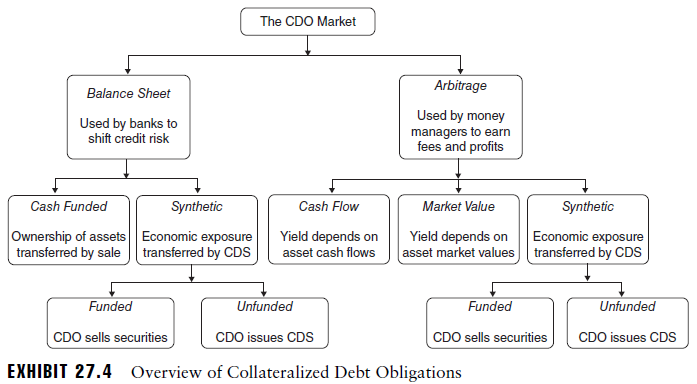 The CDO Market
Balance Sheet
Used by banks to
shift credit risk
Arbitrage
Used by money
managers to earn
fees and profits
Cash Funded
Ownership of assets
transferred by sale
Synthetic
Economic exposure
transferred by CDS
Cash Flow
Yield depends on
asset cash flows
Market Value
Yield depends on
asset market values
Synthetic
Economic exposure
transferred by CDS
Funded
CDO sells securities
Unfunded
CDO issues CDS
Funded
CDO sells securities
Unfunded
CDO issues CDS
EXHIBIT 27.4 Overview of Collateralized Debt Obligations